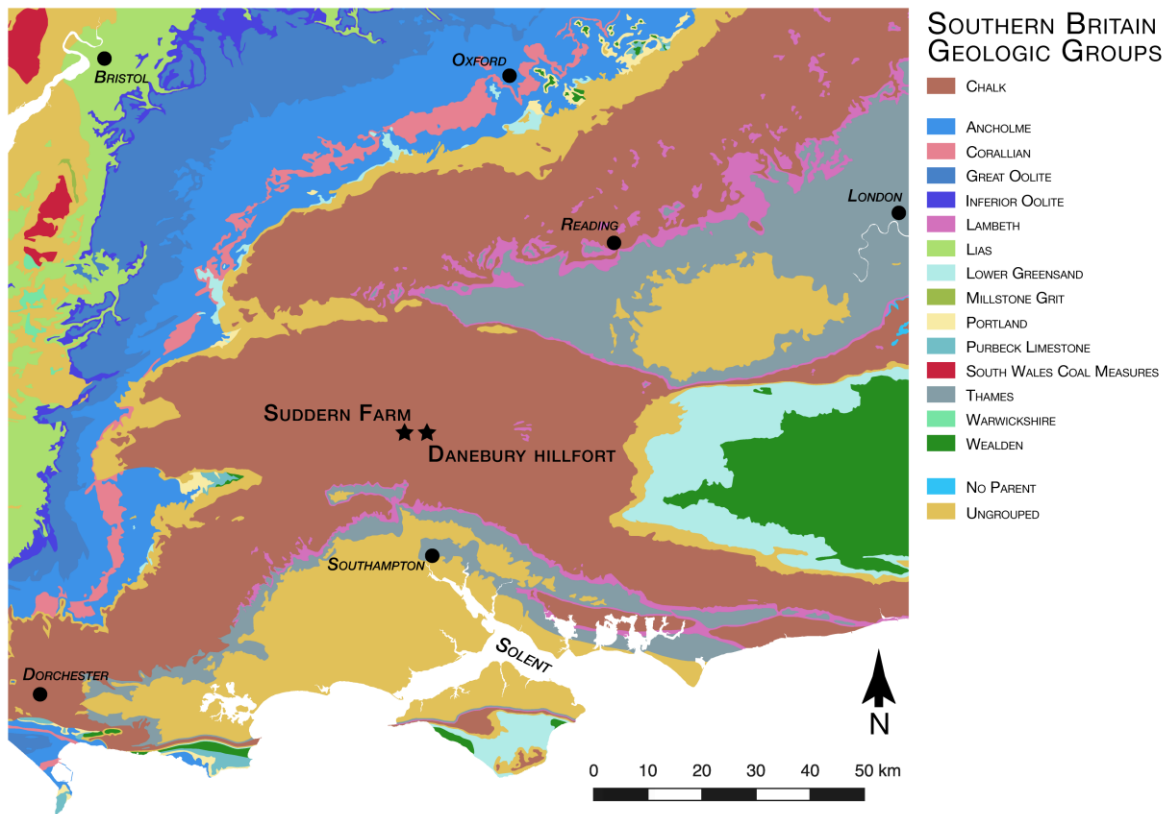 Southern Britain
Geologic Groups
Chalk
Ancholme
Corallian
Great Oolite
Inferior Oolite
Lambeth
Lias
Lower Greensand
Millstone Grit
Portland
Purbeck Limestone
South Wales Coal Measures
Thames
Warwickshire
Wealden
No Parent
Ungrouped
Bristol
Oxford
London
Reading
Suddern Farm
Danebury hillfort
Southampton
Solent
Dorchester
N
0 10 20 30 40 50 km